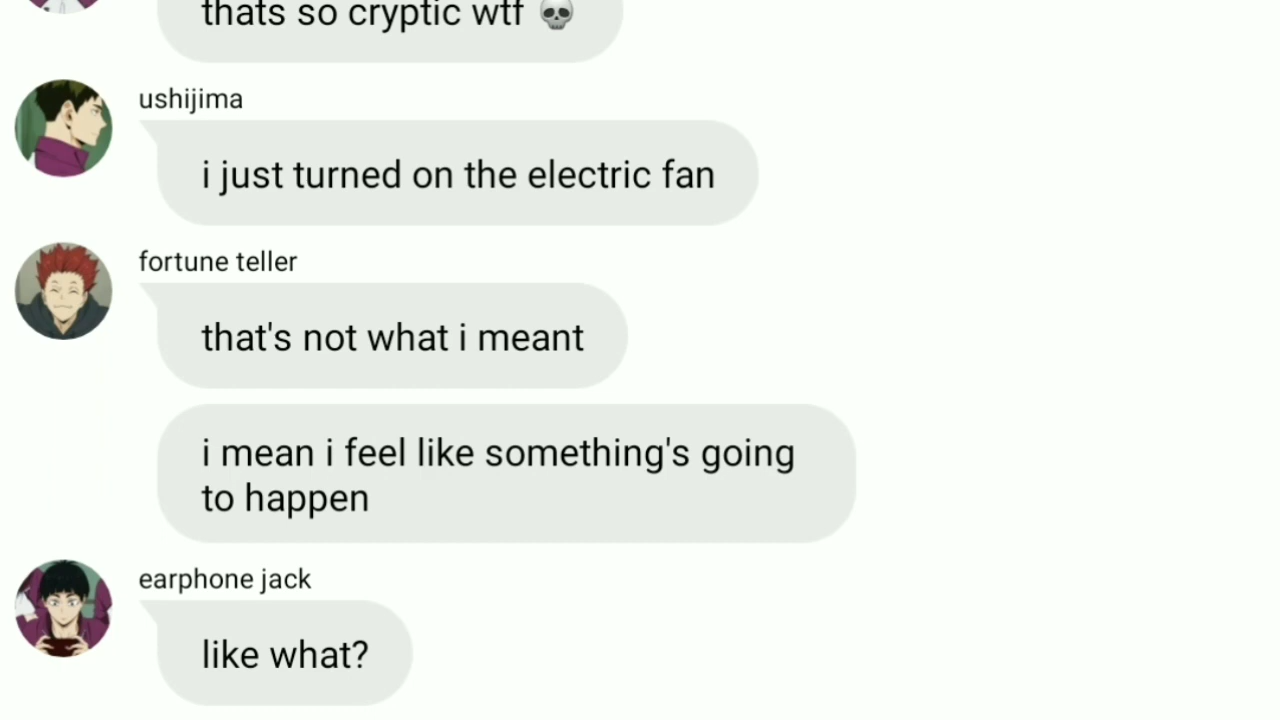 thats so cryptic wtf 💀
ushijima
i just turned on the electric fan
fortune teller
that's not what i meant
i mean i feel like something's going
to happen
earphone jack
like what?